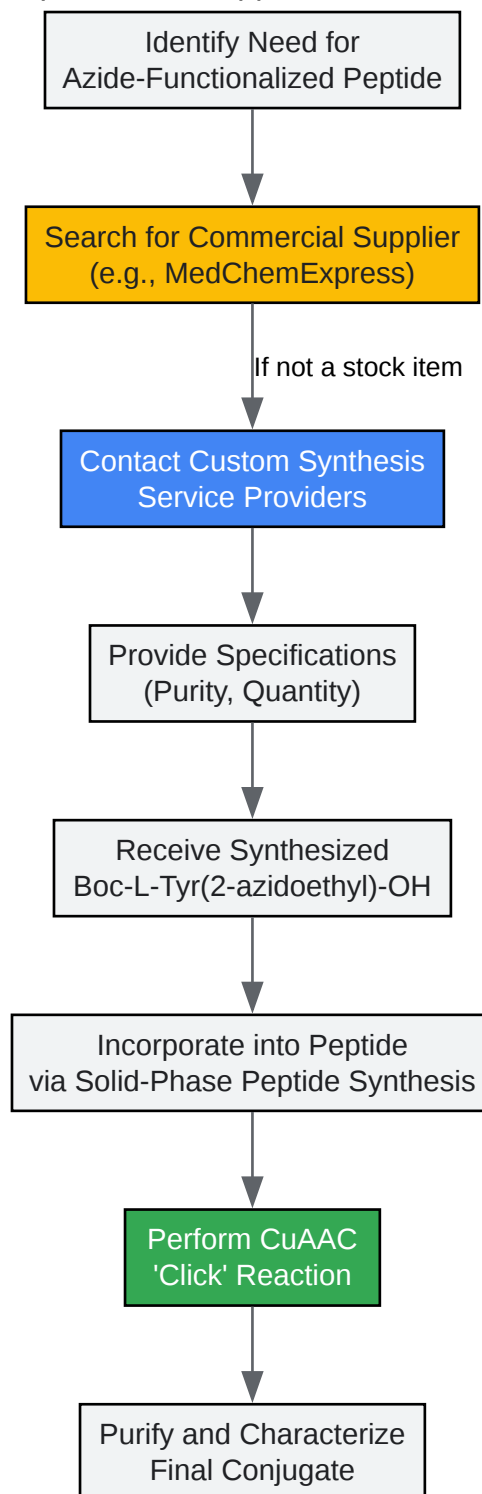 Identify Need for
Azide-Functionalized Peptide
Search for Commercial Supplier
(e.g., MedChemExpress)
If not a stock item
Contact Custom Synthesis
Service Providers
Provide Specifications
(Purity, Quantity)
Receive Synthesized
Boc-L-Tyr(2-azidoethyl)-OH
Incorporate into Peptide
via Solid-Phase Peptide Synthesis
Perform CuAAC
'Click' Reaction
Purify and Characterize
Final Conjugate